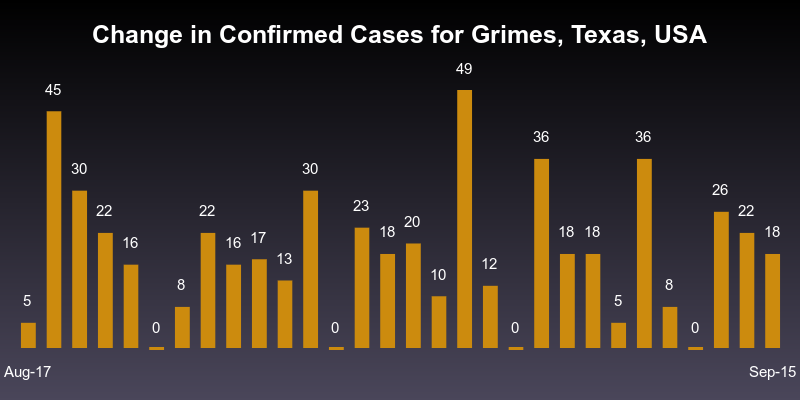 Change in Confirmed Cases for Grimes, Texas, USA
5 45 30 22 16 0 8 22 16 17 13 30 0 23 18 20 10 49 12 0 36 18 18 5 36 8 0 26 22 18
Aug-17 Sep-15